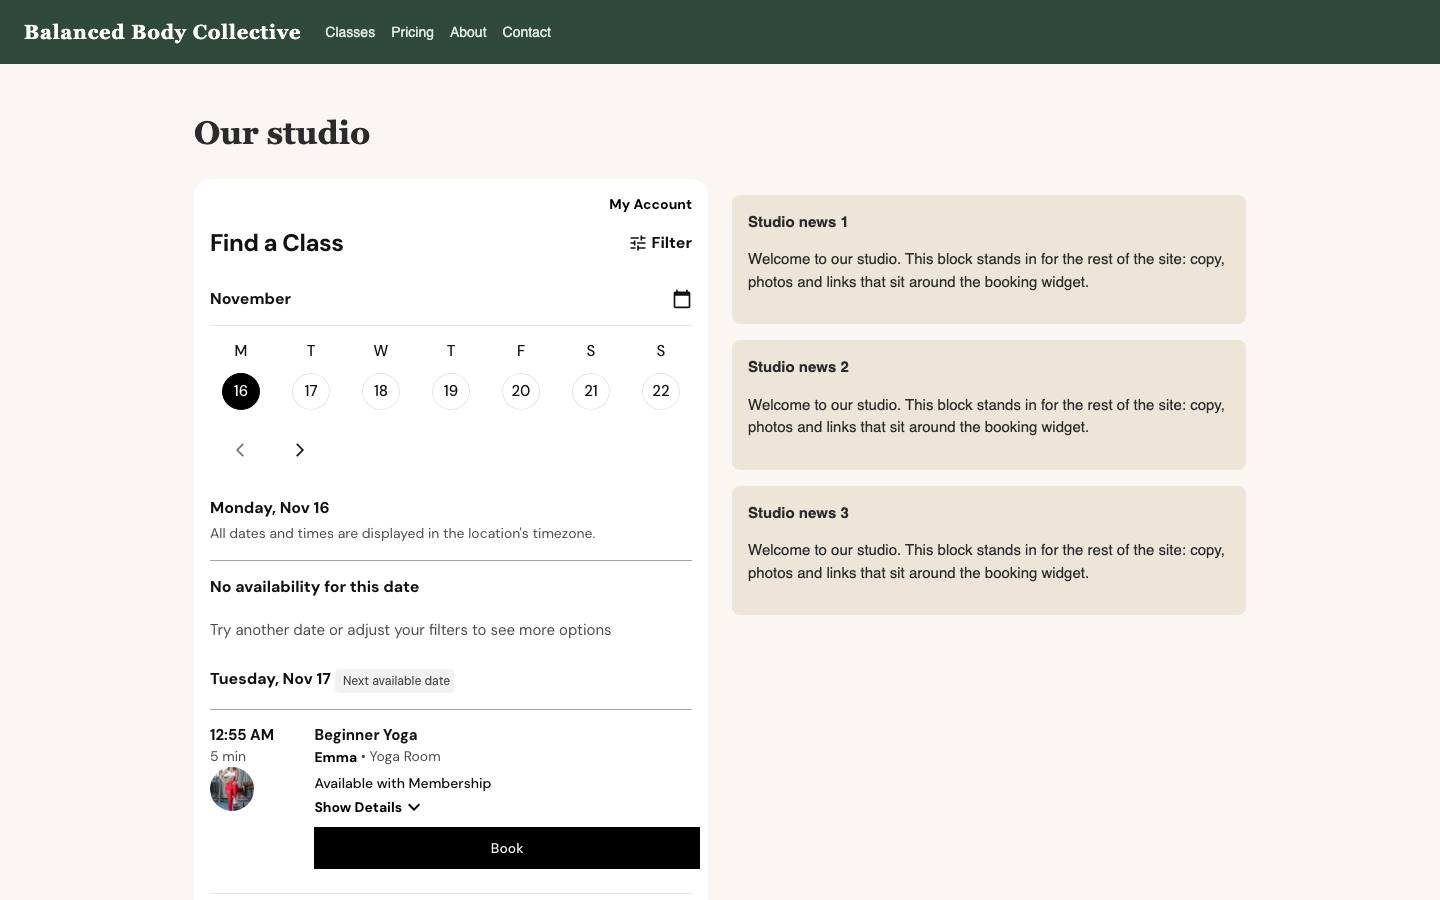 Balanced Body Collective Classes Pricing About Contact
Our studio
My Account
Find a Class Filter
November
M T W T F S S
16 17 18 19 20 21 22
Monday, Nov 16
All dates and times are displayed in the location's timezone.
No availability for this date
Try another date or adjust your filters to see more options
Tuesday, Nov 17 Next available date
12:55 AM
5 min
Beginner Yoga
Emma • Yoga Room
Available with Membership
Show Details
Book
Studio news 1
Welcome to our studio. This block stands in for the rest of the site: copy,
photos and links that sit around the booking widget.
Studio news 2
Welcome to our studio. This block stands in for the rest of the site: copy,
photos and links that sit around the booking widget.
Studio news 3
Welcome to our studio. This block stands in for the rest of the site: copy,
photos and links that sit around the booking widget.